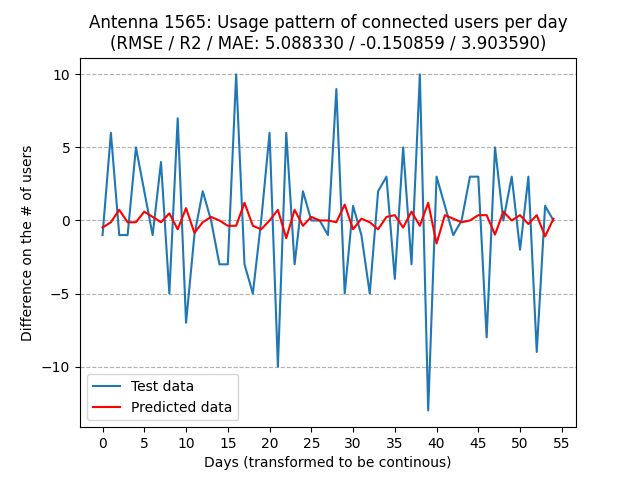 Antenna 1565: Usage pattern of connected users per day
(RMSE / R2 / MAE: 5.088330 / -0.150859 / 3.903590)
Difference on the # of users
10
5
0
−5
−10
Test data
Predicted data
0 5 10 15 20 25 30 35 40 45 50 55
Days (transformed to be continous)